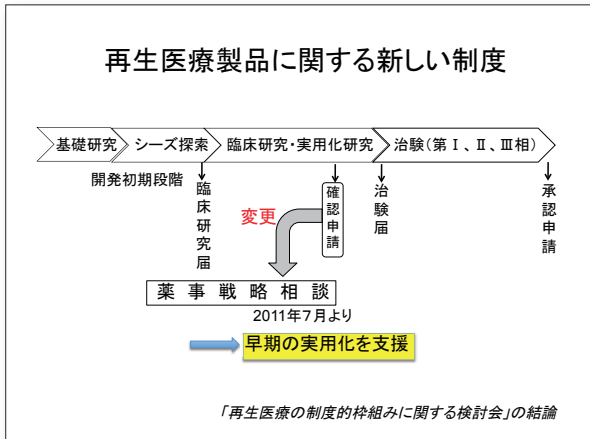 再生医療製品に関する新しい制度
基礎研究
シーズ探索
臨床研究・実用化研究
治験(第Ⅰ、Ⅱ、Ⅲ相)
開発初期段階
臨床研究届
変更
確認申請
治験届
承認申請
薬事戦略相談
2011年7月より
早期の実用化を支援
「再生医療の制度的枠組みに関する検討会」の結論